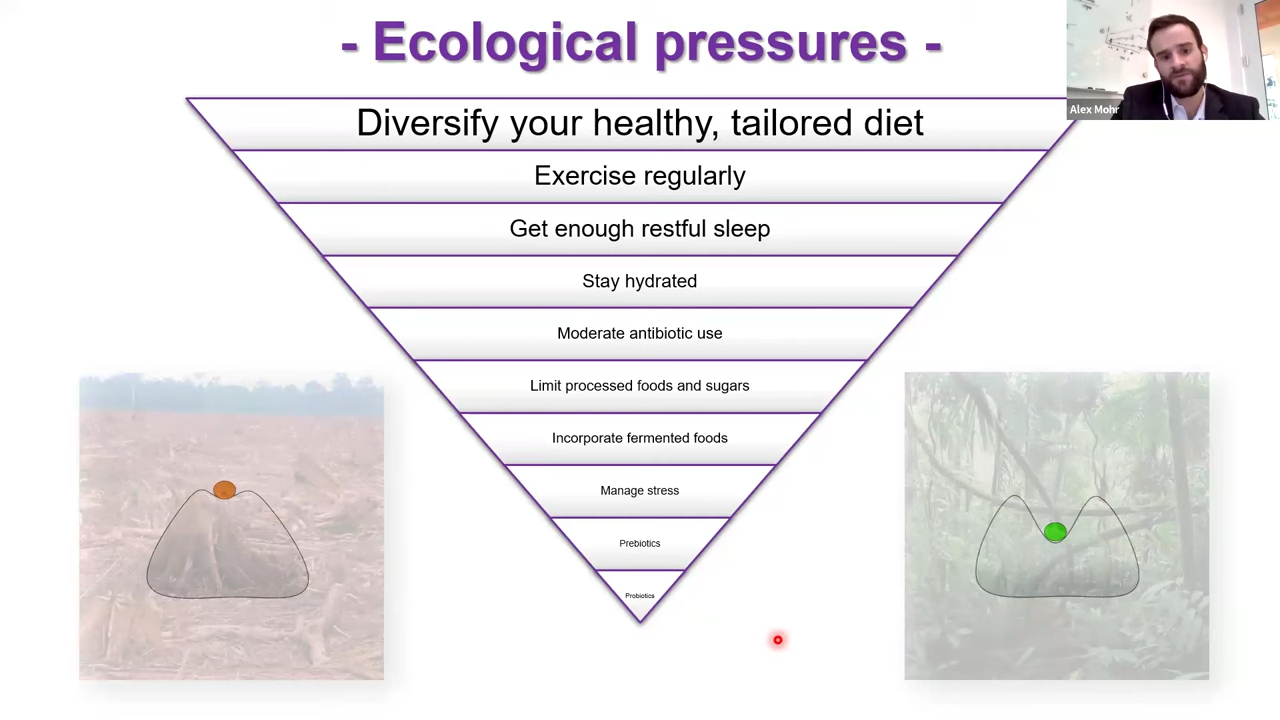 - Ecological pressures -
Alex Mohr
Diversify your healthy, tailored diet
Exercise regularly
Get enough restful sleep
Stay hydrated
Moderate antibiotic use
Limit processed foods and sugars
Incorporate fermented foods
Manage stress
Prebiotics
Probiotics